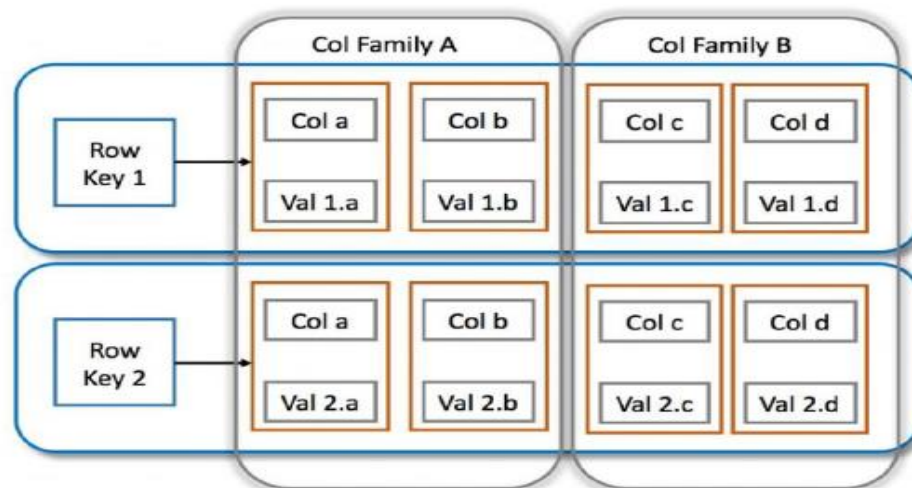 Col Family A
Col Family B
Row
Key 1
Col a
Col b
Col c
Col d
Val 1.a
Val 1.b
Val 1.c
Val 1.d
Row
Key 2
Col a
Col b
Col c
Col d
Val 2.a
Val 2.b
Val 2.c
Val 2.d